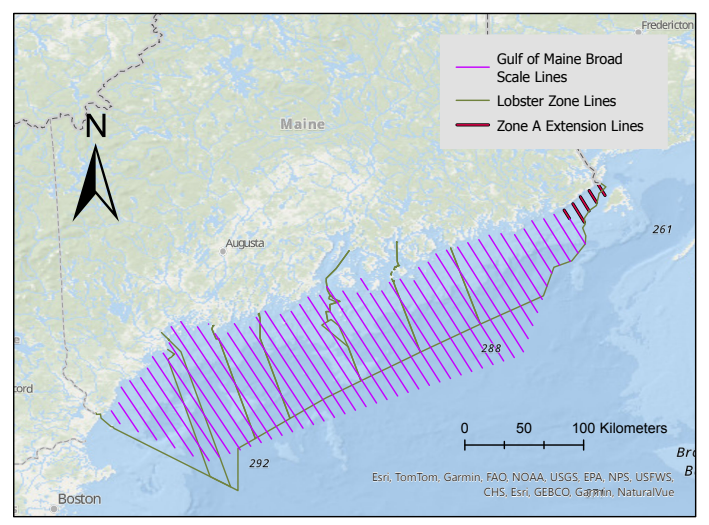 Fredericton
Gulf of Maine Broad
Scale Lines
Lobster Zone Lines
Zone A Extension Lines
N
Maine
261
Augusta
288
cord
0 50 100 Kilometers
292
Esri, TomTom, Garmin, FAO, NOAA, USGS, EPA, NPS, USFWS,
CHS, Esri, GEBCO, Garmin, NaturalVue
Boston